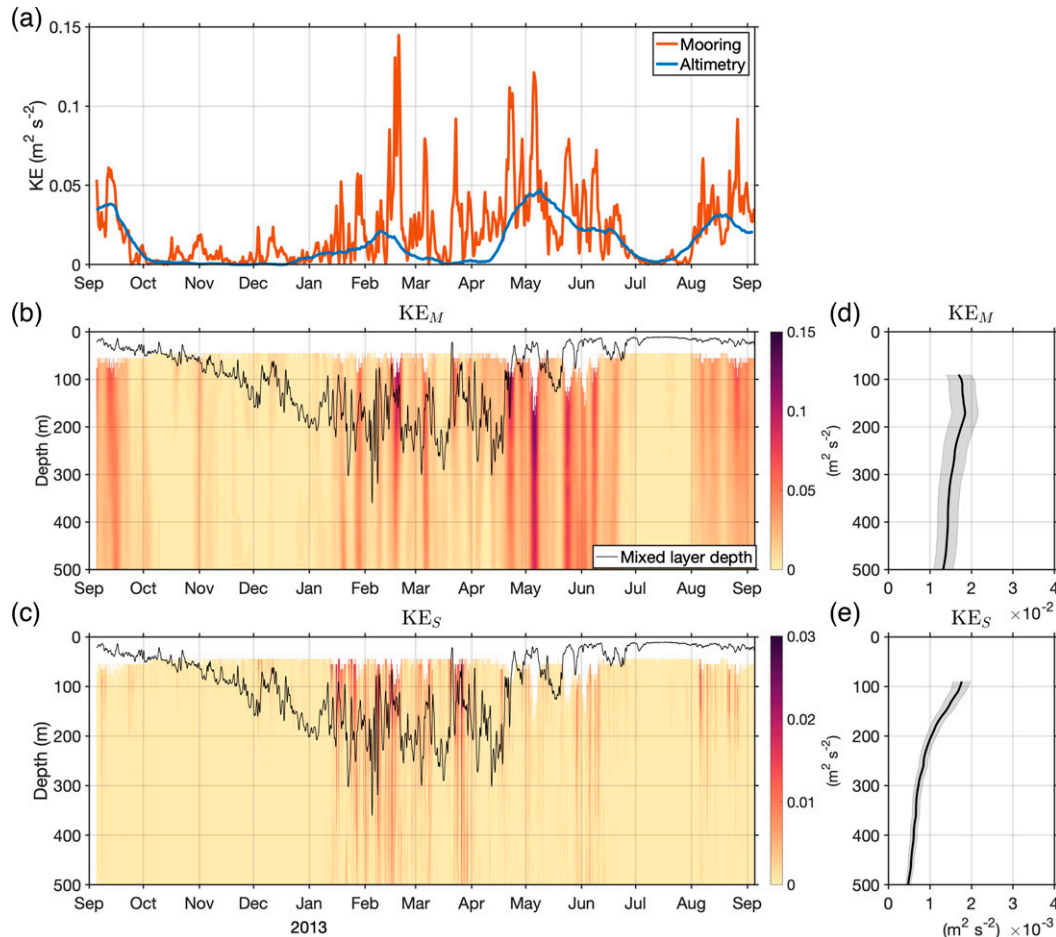 (a)
0.15
0.1
0.05
0
KE (m² s⁻²)
Mooring
Altimetry
Sep Oct Nov Dec Jan Feb Mar Apr May Jun Jul Aug Sep
(b) KE_M
0
100
200
300
400
500
Depth (m)
Mixed layer depth
0.15
0.1
0.05
0
Sep Oct Nov Dec Jan Feb Mar Apr May Jun Jul Aug Sep
(d) KE_M
0
100
200
300
400
500
(m² s⁻²)
0 1 2 3 4
×10⁻²
(c) KE_S
0
100
200
300
400
500
Depth (m)
0.03
0.02
0.01
0
Sep Oct Nov Dec Jan Feb Mar Apr May Jun Jul Aug Sep
2013
(e) KE_S
0
100
200
300
400
500
(m² s⁻²)
0 1 2 3 4
(m² s⁻²) ×10⁻³